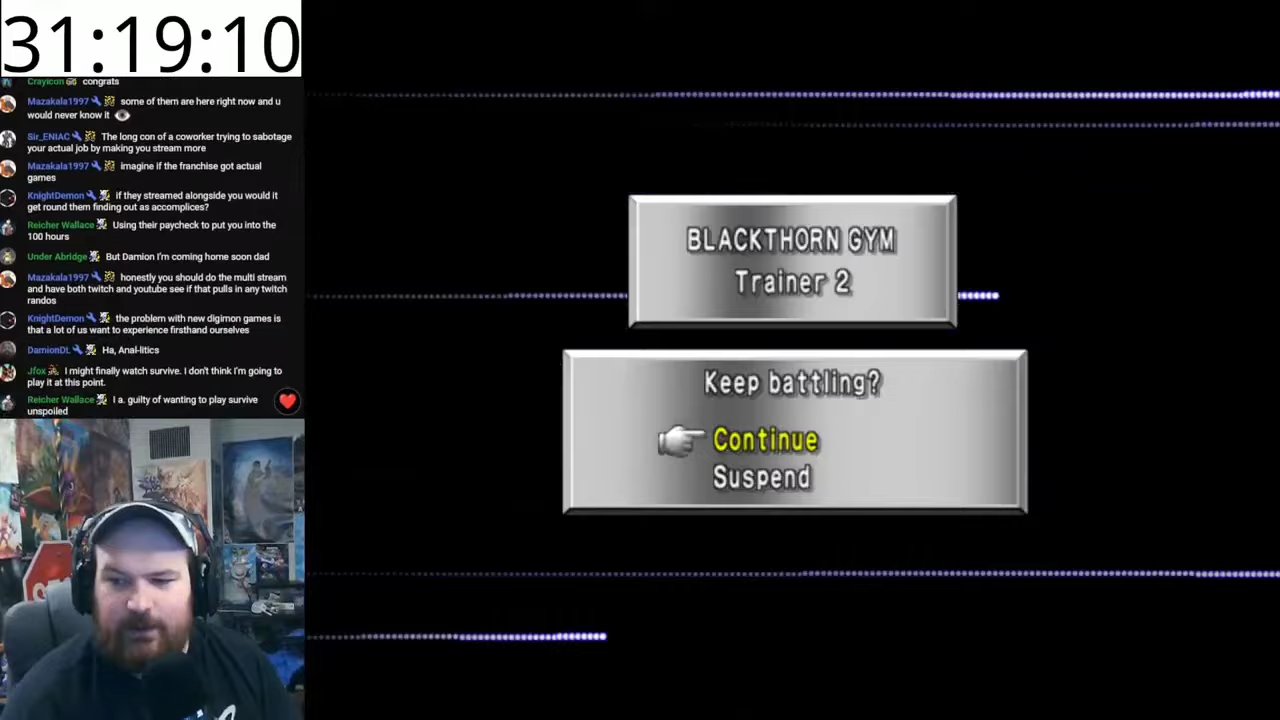 31:19:10
Crayicon congrats
Mazakala1997 some of them are here right now and u
would never know it
Sir_ENIAC The long con of a coworker trying to sabotage
your actual job by making you stream more
Mazakala1997 imagine if the franchise got actual
games
KnightDemon if they streamed alongside you would it
get round them finding out as accomplices?
Reicher Wallace Using their paycheck to put you into the
100 hours
Under Abridge But Damion I'm coming home soon dad
Mazakala1997 honestly you should do the multi stream
and have both twitch and youtube see if that pulls in any twitch
randos
KnightDemon the problem with new digimon games is
that a lot of us want to experience firsthand ourselves
DamionDL Ha, Anal-litics
Jfox I might finally watch survive. I don't think I'm going to
play it at this point.
Reicher Wallace I a. guilty of wanting to play survive
unspoiled
BLACKTHORN GYM
Trainer 2
Keep battling?
Continue
Suspend